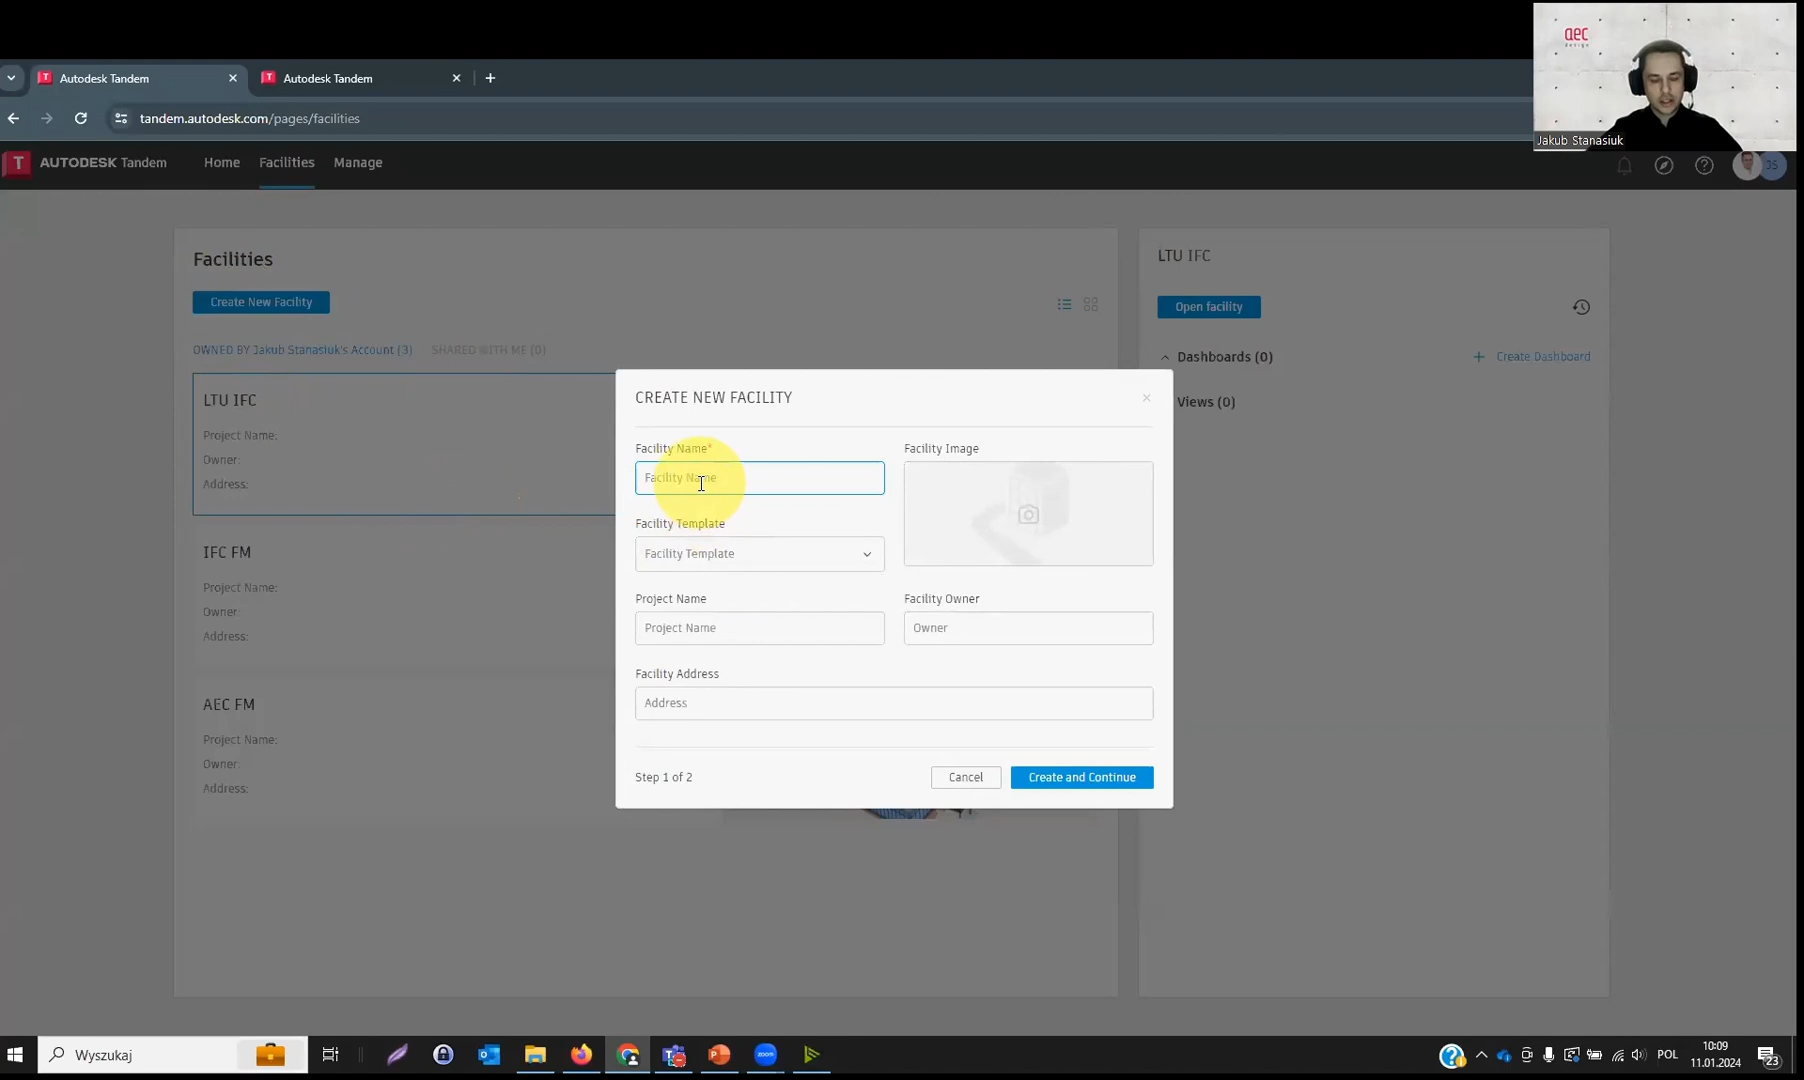 aec
design
Jakub Stanasiuk
Autodesk Tandem
Autodesk Tandem
tandem.autodesk.com/pages/facilities
T AUTODESK Tandem
Home
Facilities
Manage
JS
Facilities
Create New Facility
OWNED BY Jakub Stanasiuk's Account (3)
SHARED WITH ME (0)
LTU IFC
Project Name:
Owner:
Address:
IFC FM
Project Name:
Owner:
Address:
AEC FM
Project Name:
Owner:
Address:
LTU IFC
Open facility
Dashboards (0)
+ Create Dashboard
Views (0)
CREATE NEW FACILITY
Facility Name*
Facility Name
Facility Image
Facility Template
Facility Template
Project Name
Project Name
Facility Owner
Owner
Facility Address
Address
Step 1 of 2
Cancel
Create and Continue
Wyszukaj
zoom
POL
10:09
11.01.2024
23